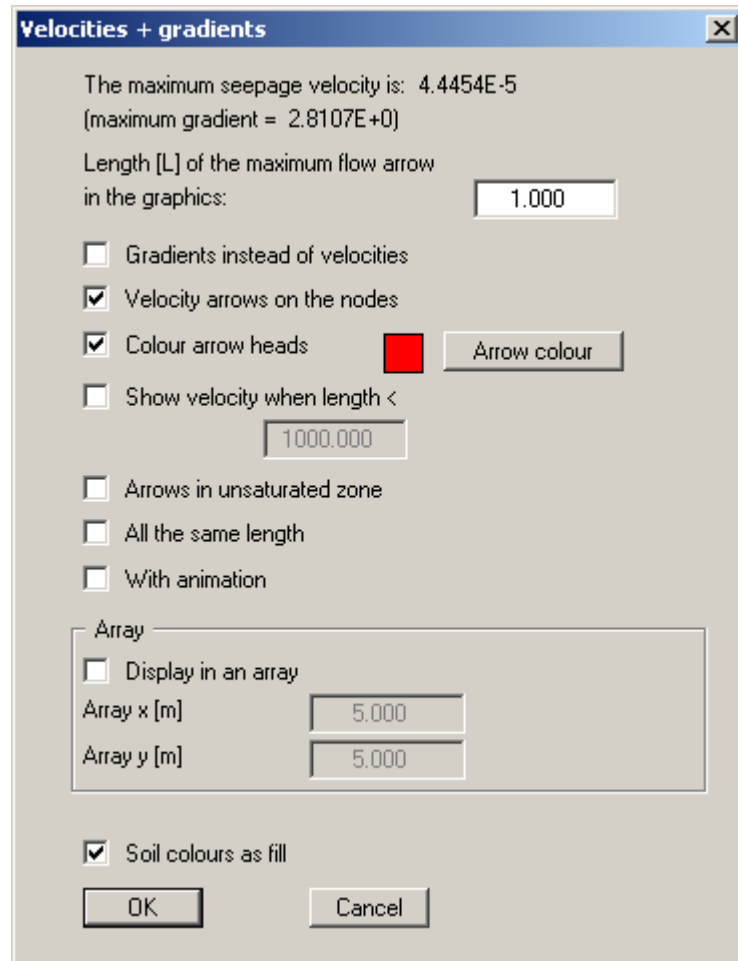 Velocities + gradients
The maximum seepage velocity is: 4.4454E-5
(maximum gradient = 2.8107E+0)
Length [L] of the maximum flow arrow
in the graphics: 1.000
Gradients instead of velocities
Velocity arrows on the nodes
Colour arrow heads Arrow colour
Show velocity when length <
1000.000
Arrows in unsaturated zone
All the same length
With animation
Array
Display in an array
Array x [m] 5.000
Array y [m] 5.000
Soil colours as fill
OK Cancel